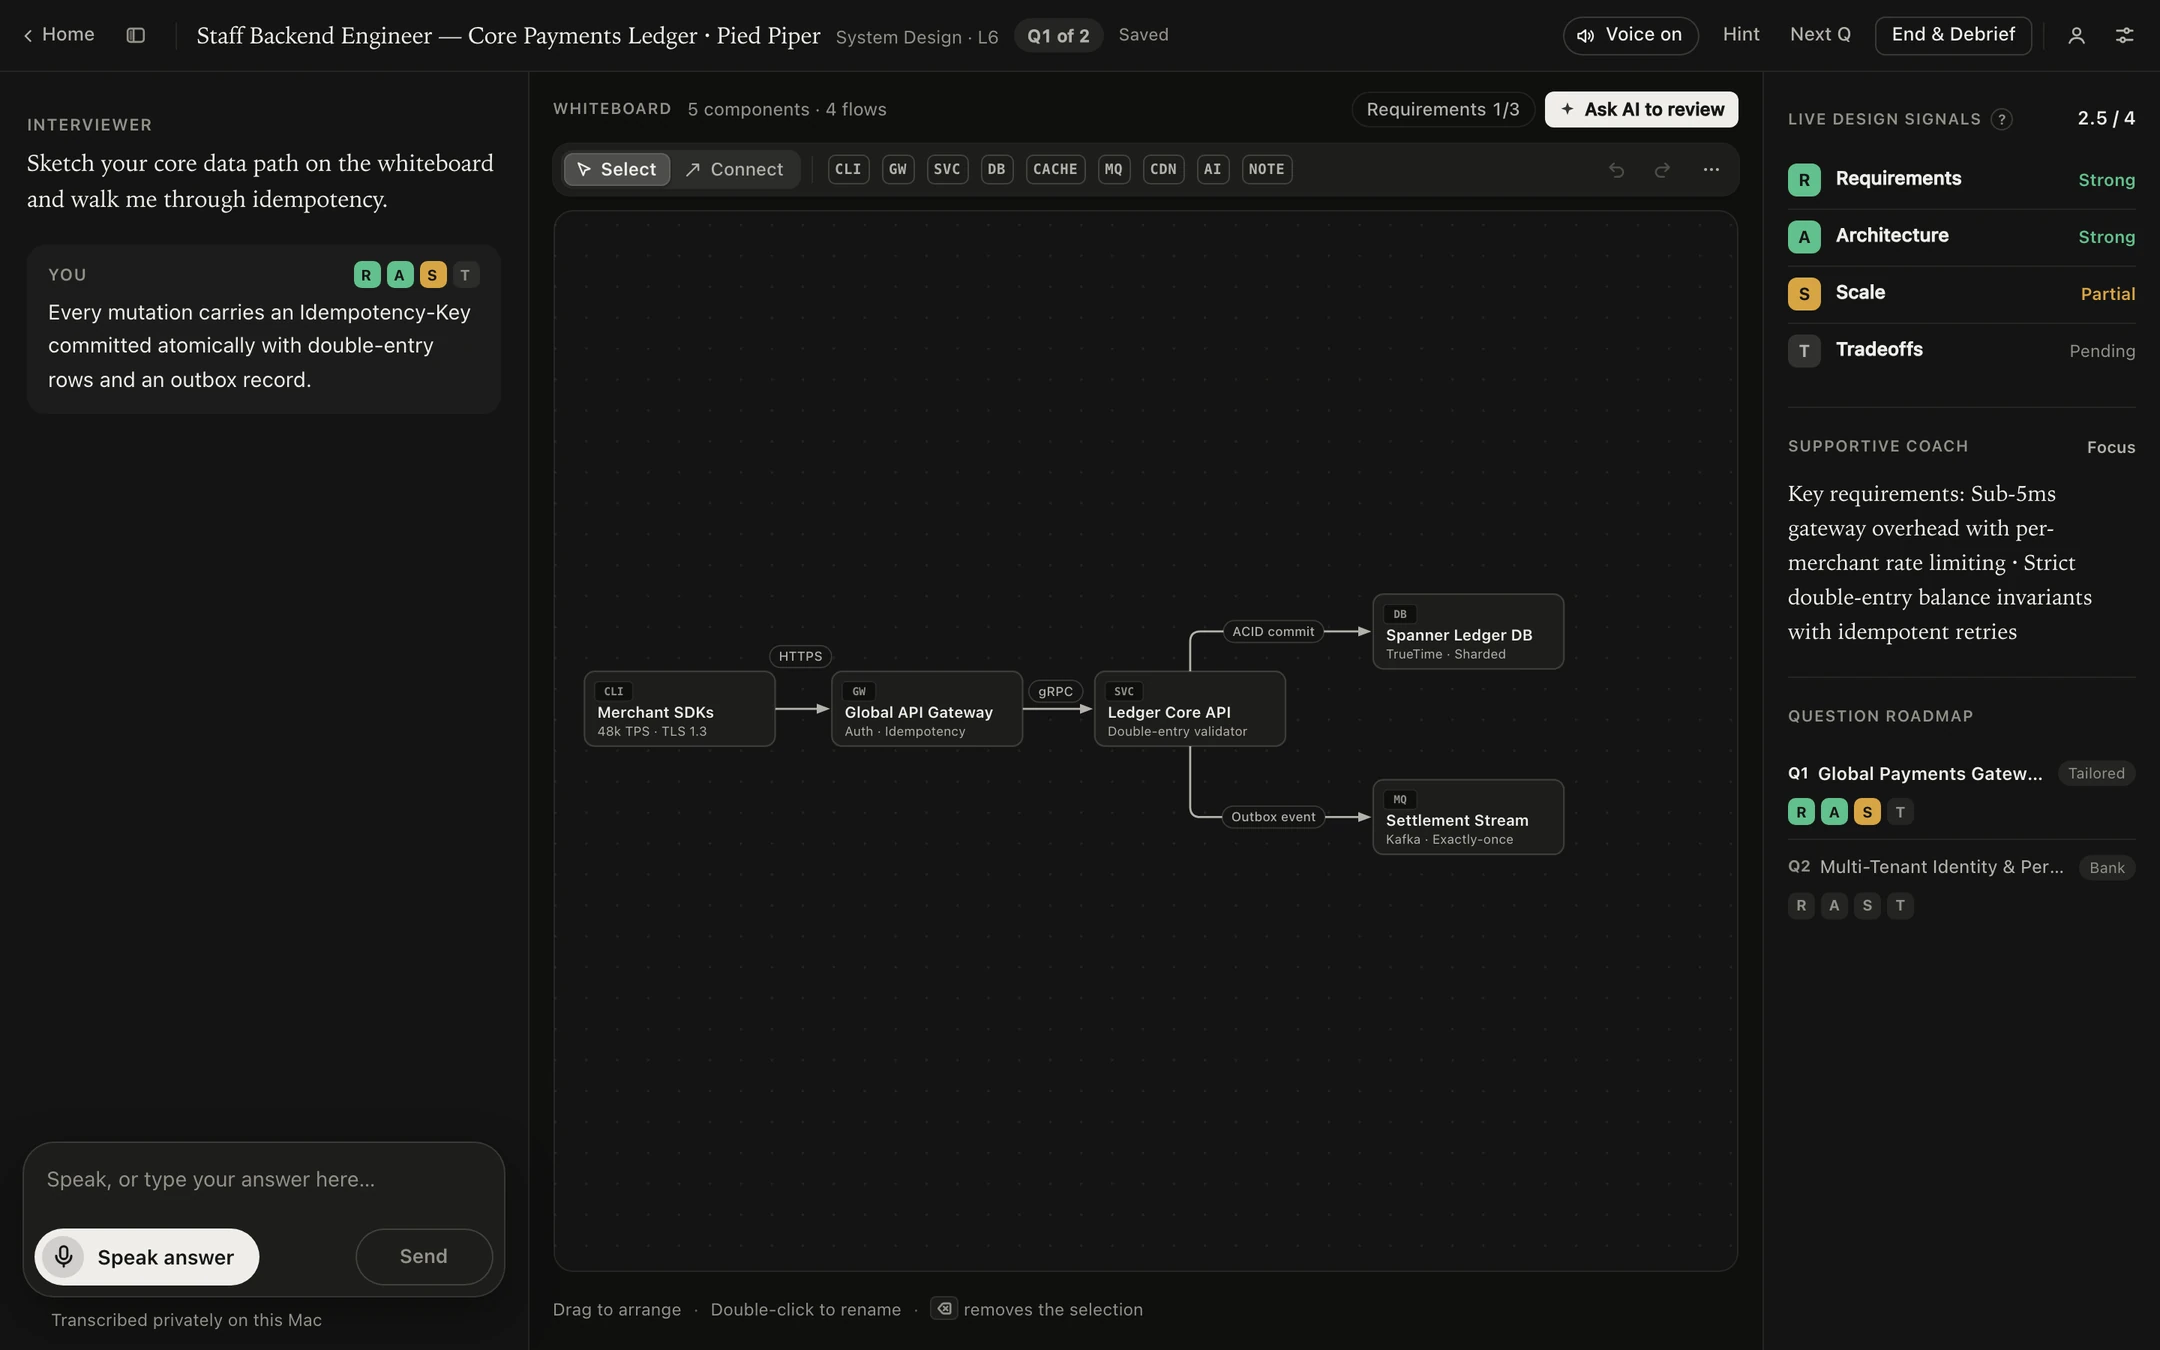 Home
Staff Backend Engineer — Core Payments Ledger · Pied Piper
System Design · L6
Q1 of 2
Saved
Voice on
Hint
Next Q
End & Debrief
INTERVIEWER
Sketch your core data path on the whiteboard
and walk me through idempotency.
YOU
R A S T
Every mutation carries an Idempotency-Key
committed atomically with double-entry
rows and an outbox record.
Speak, or type your answer here...
Speak answer
Send
Transcribed privately on this Mac
WHITEBOARD
5 components · 4 flows
Requirements 1/3
Ask AI to review
Select
Connect
CLI
GW
SVC
DB
CACHE
MQ
CDN
AI
NOTE
HTTPS
CLI
Merchant SDKs
48k TPS · TLS 1.3
GW
Global API Gateway
Auth · Idempotency
gRPC
SVC
Ledger Core API
Double-entry validator
ACID commit
DB
Spanner Ledger DB
TrueTime · Sharded
Outbox event
MQ
Settlement Stream
Kafka · Exactly-once
Drag to arrange · Double-click to rename · removes the selection
LIVE DESIGN SIGNALS ?
2.5 / 4
R Requirements Strong
A Architecture Strong
S Scale Partial
T Tradeoffs Pending
SUPPORTIVE COACH
Focus
Key requirements: Sub-5ms
gateway overhead with per-
merchant rate limiting · Strict
double-entry balance invariants
with idempotent retries
QUESTION ROADMAP
Q1 Global Payments Gatew... Tailored
R A S T
Q2 Multi-Tenant Identity & Per... Bank
R A S T